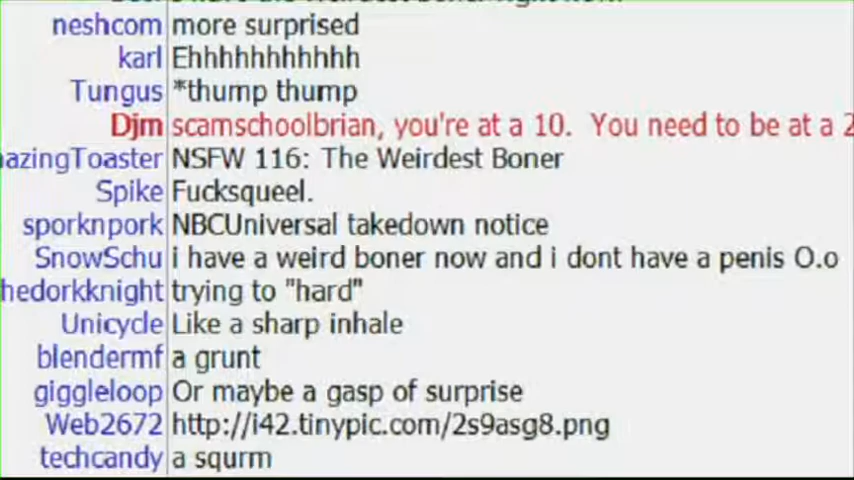 neshcom more surprised
karl Ehhhhhhhhhhh
Tungus *thump thump
Djm scamschoolbrian, you're at a 10. You need to be at a 2
azingToaster NSFW 116: The Weirdest Boner
Spike Fucksqueel.
sporknpork NBCUniversal takedown notice
SnowSchu i have a weird boner now and i dont have a penis O.o
hedorkknight trying to "hard"
Unicycle Like a sharp inhale
blendermf a grunt
giggleloop Or maybe a gasp of surprise
Web2672 http://i42.tinypic.com/2s9asg8.png
techcandy a squrm